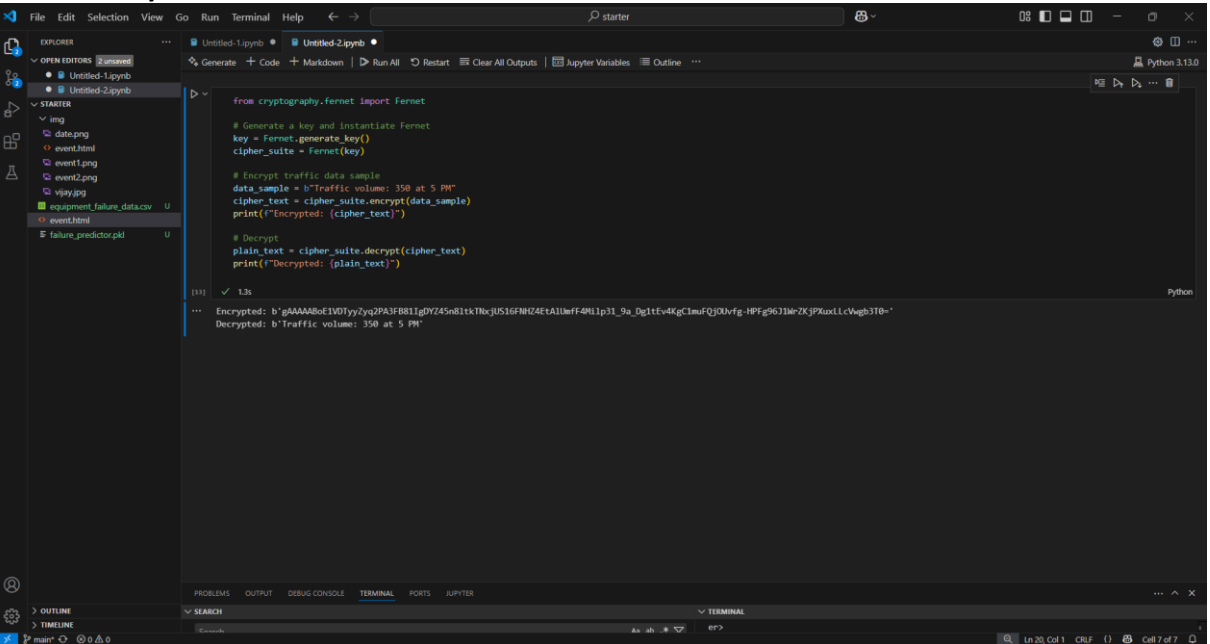 File Edit Selection View Go Run Terminal Help
starter
EXPLORER
OPEN EDITORS 2 unsaved
Untitled-1.ipynb
Untitled-2.ipynb
STARTER
img
date.png
event.html
event1.png
event2.png
vijay.jpg
equipment_failure_data.csv U
event.html
failure_predictor.pkl U
OUTLINE
TIMELINE
Untitled-1.ipynb
Untitled-2.ipynb
Generate + Code + Markdown | Run All Restart Clear All Outputs | Jupyter Variables Outline ...
Python 3.13.0
from cryptography.fernet import Fernet
# Generate a key and instantiate Fernet
key = Fernet.generate_key()
cipher_suite = Fernet(key)
# Encrypt traffic data sample
data_sample = b"Traffic volume: 350 at 5 PM"
cipher_text = cipher_suite.encrypt(data_sample)
print(f"Encrypted: {cipher_text}")
# Decrypt
plain_text = cipher_suite.decrypt(cipher_text)
print(f"Decrypted: {plain_text}")
[13] 1.3s
Python
Encrypted:
Decrypted: b'Traffic volume: 350 at 5 PM'
PROBLEMS OUTPUT DEBUG CONSOLE TERMINAL PORTS JUPYTER
SEARCH
TERMINAL
Search
Aa ab .*
er>
main*
0 0
Ln 20, Col 1 CRLF {} Cell 7 of 7